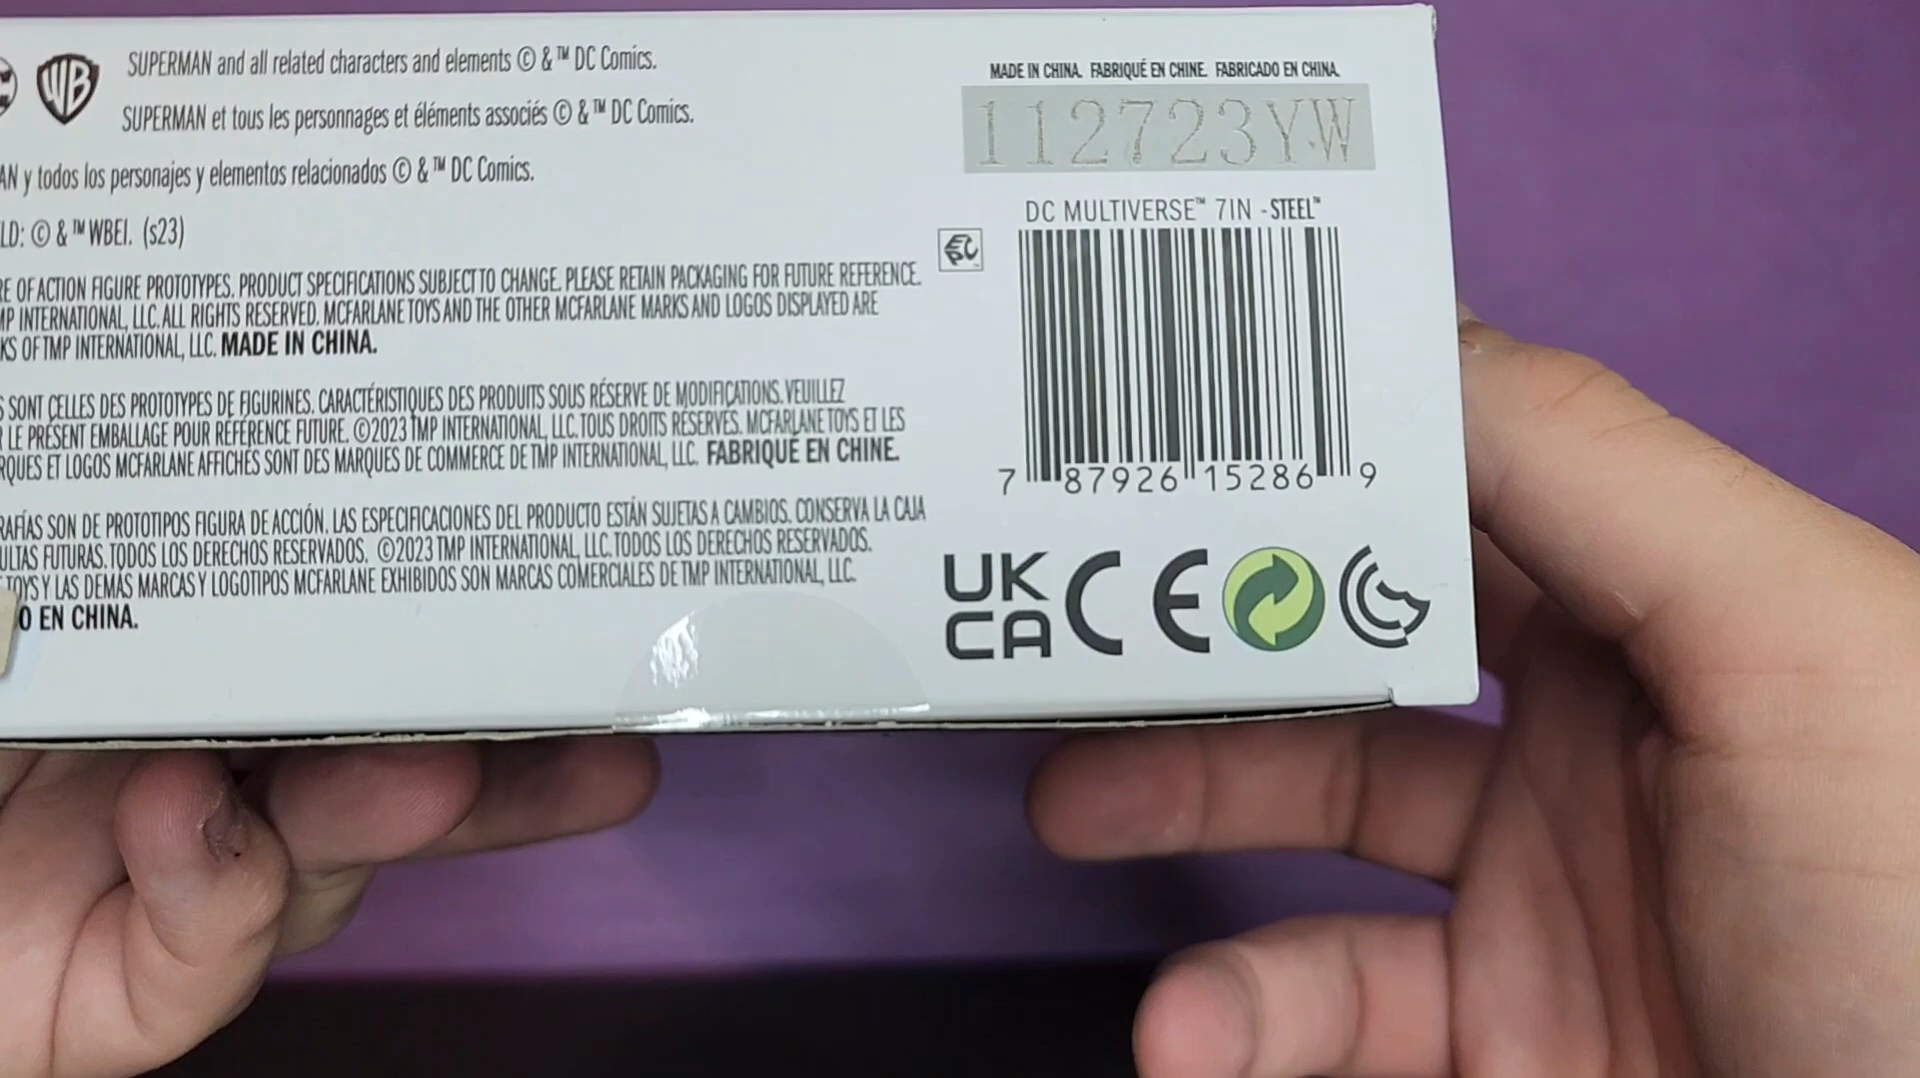 WB
SUPERMAN and all related characters and elements © & ™ DC Comics.
SUPERMAN et tous les personnages et éléments associés © & ™ DC Comics.
AN y todos los personajes y elementos relacionados © & ™ DC Comics.
LD: © & ™ WBEI. (s23)
RE OF ACTION FIGURE PROTOTYPES. PRODUCT SPECIFICATIONS SUBJECT TO CHANGE. PLEASE RETAIN PACKAGING FOR FUTURE REFERENCE.
MP INTERNATIONAL, LLC. ALL RIGHTS RESERVED. MCFARLANE TOYS AND THE OTHER MCFARLANE MARKS AND LOGOS DISPLAYED ARE
KS OF TMP INTERNATIONAL, LLC. MADE IN CHINA.
S SONT CELLES DES PROTOTYPES DE FIGURINES. CARACTÉRISTIQUES DES PRODUITS SOUS RÉSERVE DE MODIFICATIONS. VEUILLEZ
R LE PRÉSENT EMBALLAGE POUR RÉFÉRENCE FUTURE. ©2023 TMP INTERNATIONAL, LLC. TOUS DROITS RÉSERVÉS. MCFARLANE TOYS ET LES
RQUES ET LOGOS MCFARLANE AFFICHÉS SONT DES MARQUES DE COMMERCE DE TMP INTERNATIONAL, LLC. FABRIQUÉ EN CHINE.
RAFÍAS SON DE PROTOTIPOS FIGURA DE ACCIÓN. LAS ESPECIFICACIONES DEL PRODUCTO ESTÁN SUJETAS A CAMBIOS. CONSERVA LA CAJA
ULTAS FUTURAS. TODOS LOS DERECHOS RESERVADOS. ©2023 TMP INTERNATIONAL, LLC. TODOS LOS DERECHOS RESERVADOS.
TOYS Y LAS DEMÁS MARCAS Y LOGOTIPOS MCFARLANE EXHIBIDOS SON MARCAS COMERCIALES DE TMP INTERNATIONAL, LLC.
O EN CHINA.
MADE IN CHINA. FABRIQUÉ EN CHINE. FABRICADO EN CHINA.
112723YW
DC MULTIVERSE™ 7IN - STEEL™
7 87926 15286 9
UK
CA
CE